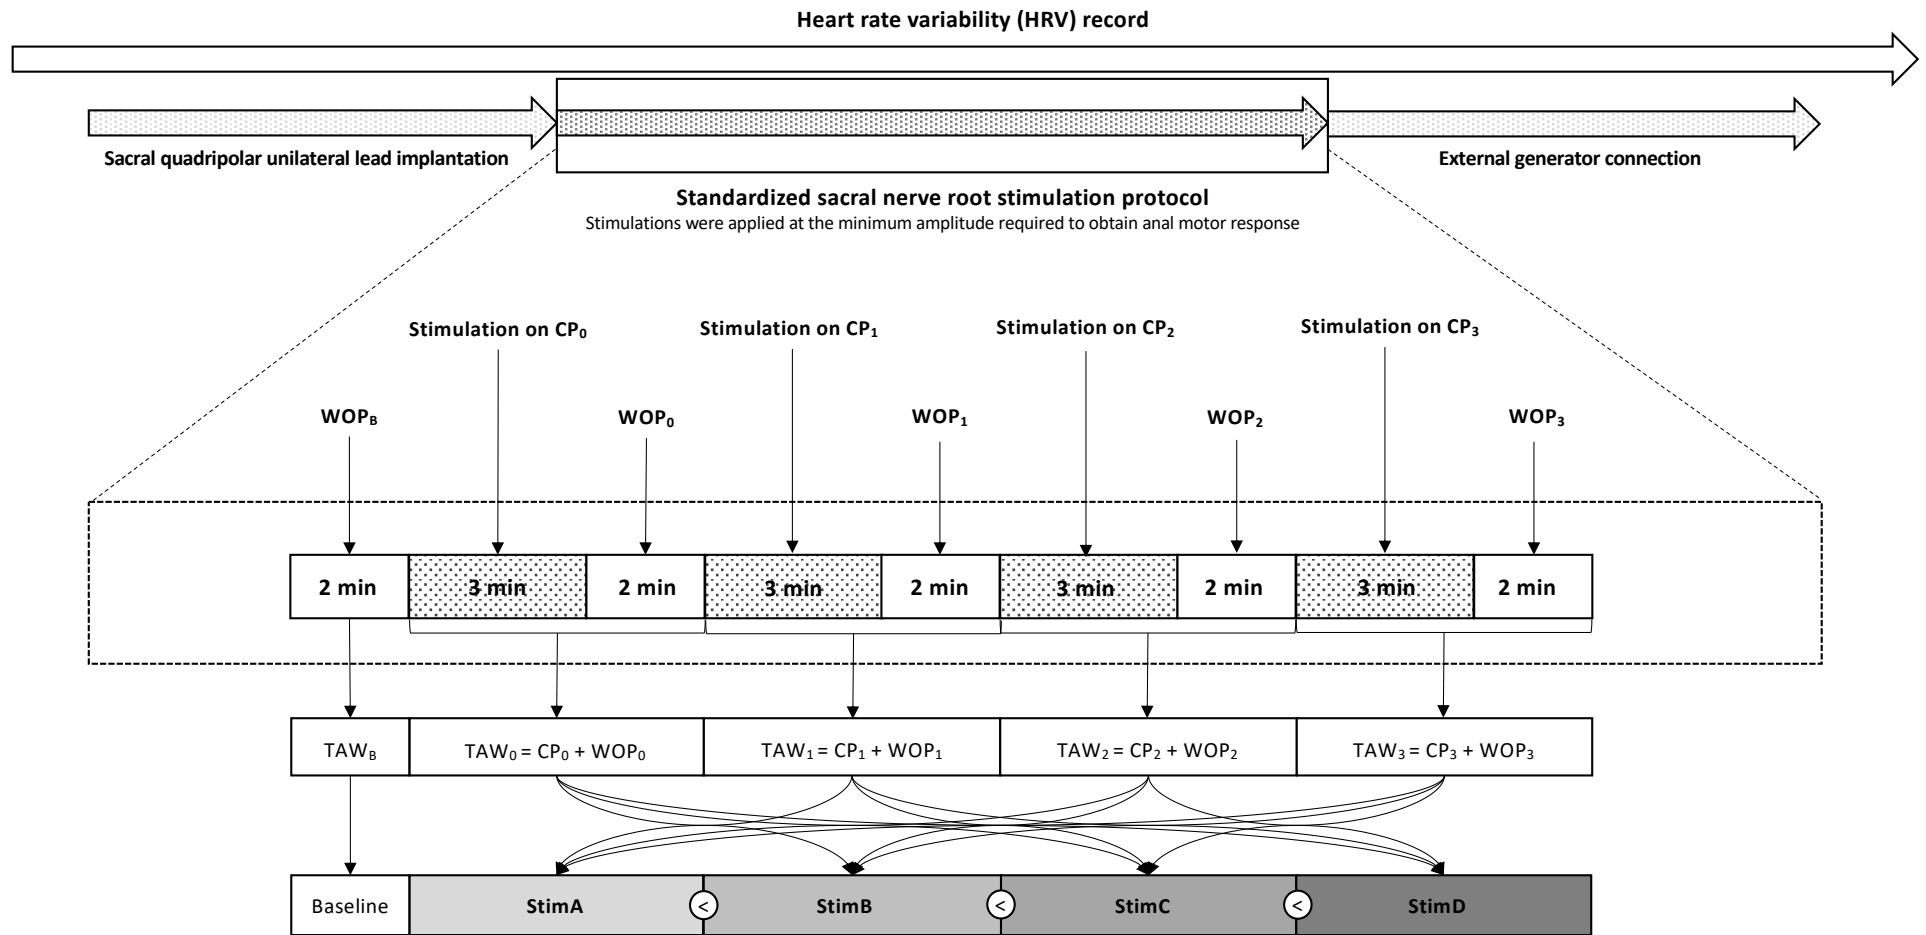 Heart rate variability (HRV) record
Sacral quadripolar unilateral lead implantation
External generator connection
Standardized sacral nerve root stimulation protocol
Stimulations were applied at the minimum amplitude required to obtain anal motor response
Stimulation on CP₀ Stimulation on CP₁ Stimulation on CP₂ Stimulation on CP₃
WOP_B WOP₀ WOP₁ WOP₂ WOP₃
2 min 3 min 2 min 3 min 2 min 3 min 2 min 3 min 2 min
TAW_B TAW₀ = CP₀ + WOP₀ TAW₁ = CP₁ + WOP₁ TAW₂ = CP₂ + WOP₂ TAW₃ = CP₃ + WOP₃
Baseline StimA < StimB < StimC < StimD